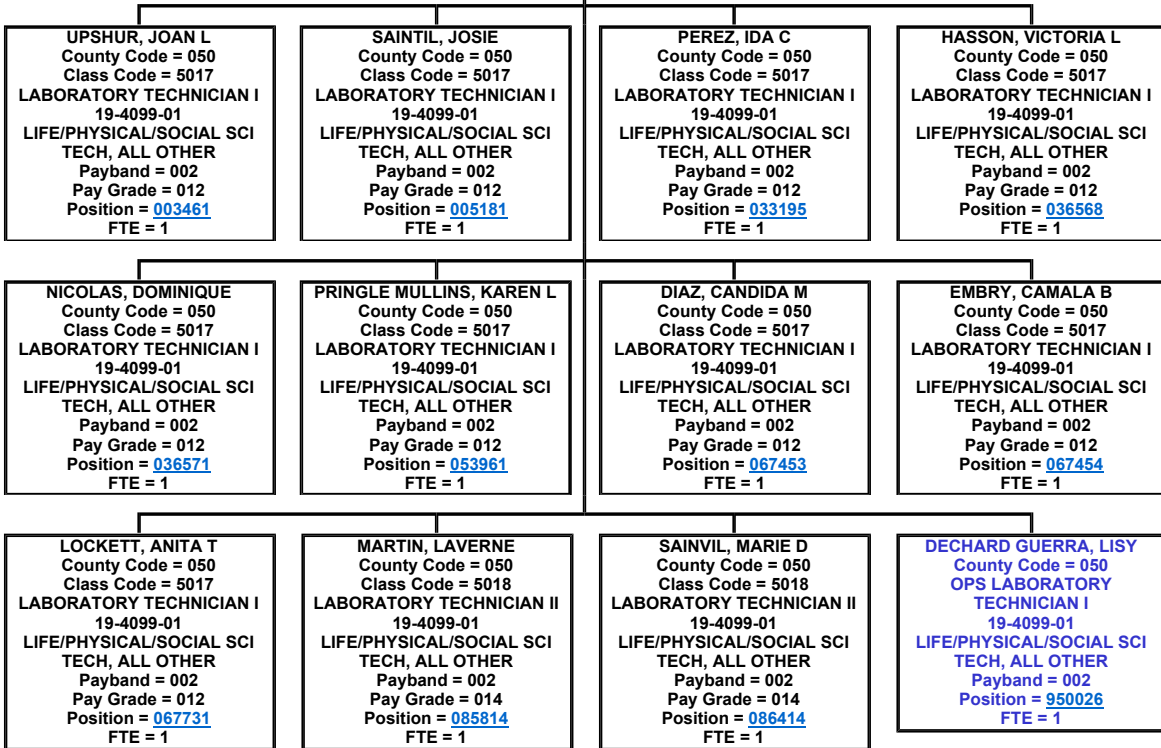 UPSHUR, JOAN L
County Code = 050
Class Code = 5017
LABORATORY TECHNICIAN I
19-4099-01
LIFE/PHYSICAL/SOCIAL SCI
TECH, ALL OTHER
Payband = 002
Pay Grade = 012
Position = 003461
FTE = 1
SAINTIL, JOSIE
County Code = 050
Class Code = 5017
LABORATORY TECHNICIAN I
19-4099-01
LIFE/PHYSICAL/SOCIAL SCI
TECH, ALL OTHER
Payband = 002
Pay Grade = 012
Position = 005181
FTE = 1
PEREZ, IDA C
County Code = 050
Class Code = 5017
LABORATORY TECHNICIAN I
19-4099-01
LIFE/PHYSICAL/SOCIAL SCI
TECH, ALL OTHER
Payband = 002
Pay Grade = 012
Position = 033195
FTE = 1
HASSON, VICTORIA L
County Code = 050
Class Code = 5017
LABORATORY TECHNICIAN I
19-4099-01
LIFE/PHYSICAL/SOCIAL SCI
TECH, ALL OTHER
Payband = 002
Pay Grade = 012
Position = 036568
FTE = 1
NICOLAS, DOMINIQUE
County Code = 050
Class Code = 5017
LABORATORY TECHNICIAN I
19-4099-01
LIFE/PHYSICAL/SOCIAL SCI
TECH, ALL OTHER
Payband = 002
Pay Grade = 012
Position = 036571
FTE = 1
PRINGLE MULLINS, KAREN L
County Code = 050
Class Code = 5017
LABORATORY TECHNICIAN I
19-4099-01
LIFE/PHYSICAL/SOCIAL SCI
TECH, ALL OTHER
Payband = 002
Pay Grade = 012
Position = 053961
FTE = 1
DIAZ, CANDIDA M
County Code = 050
Class Code = 5017
LABORATORY TECHNICIAN I
19-4099-01
LIFE/PHYSICAL/SOCIAL SCI
TECH, ALL OTHER
Payband = 002
Pay Grade = 012
Position = 067453
FTE = 1
EMBRY, CAMALA B
County Code = 050
Class Code = 5017
LABORATORY TECHNICIAN I
19-4099-01
LIFE/PHYSICAL/SOCIAL SCI
TECH, ALL OTHER
Payband = 002
Pay Grade = 012
Position = 067454
FTE = 1
LOCKETT, ANITA T
County Code = 050
Class Code = 5017
LABORATORY TECHNICIAN I
19-4099-01
LIFE/PHYSICAL/SOCIAL SCI
TECH, ALL OTHER
Payband = 002
Pay Grade = 012
Position = 067731
FTE = 1
MARTIN, LAVERNE
County Code = 050
Class Code = 5018
LABORATORY TECHNICIAN II
19-4099-01
LIFE/PHYSICAL/SOCIAL SCI
TECH, ALL OTHER
Payband = 002
Pay Grade = 014
Position = 085814
FTE = 1
SAINVIL, MARIE D
County Code = 050
Class Code = 5018
LABORATORY TECHNICIAN II
19-4099-01
LIFE/PHYSICAL/SOCIAL SCI
TECH, ALL OTHER
Payband = 002
Pay Grade = 014
Position = 086414
FTE = 1
DECHARD GUERRA, LISY
County Code = 050
OPS LABORATORY
TECHNICIAN I
19-4099-01
LIFE/PHYSICAL/SOCIAL SCI
TECH, ALL OTHER
Payband = 002
Position = 950026
FTE = 1